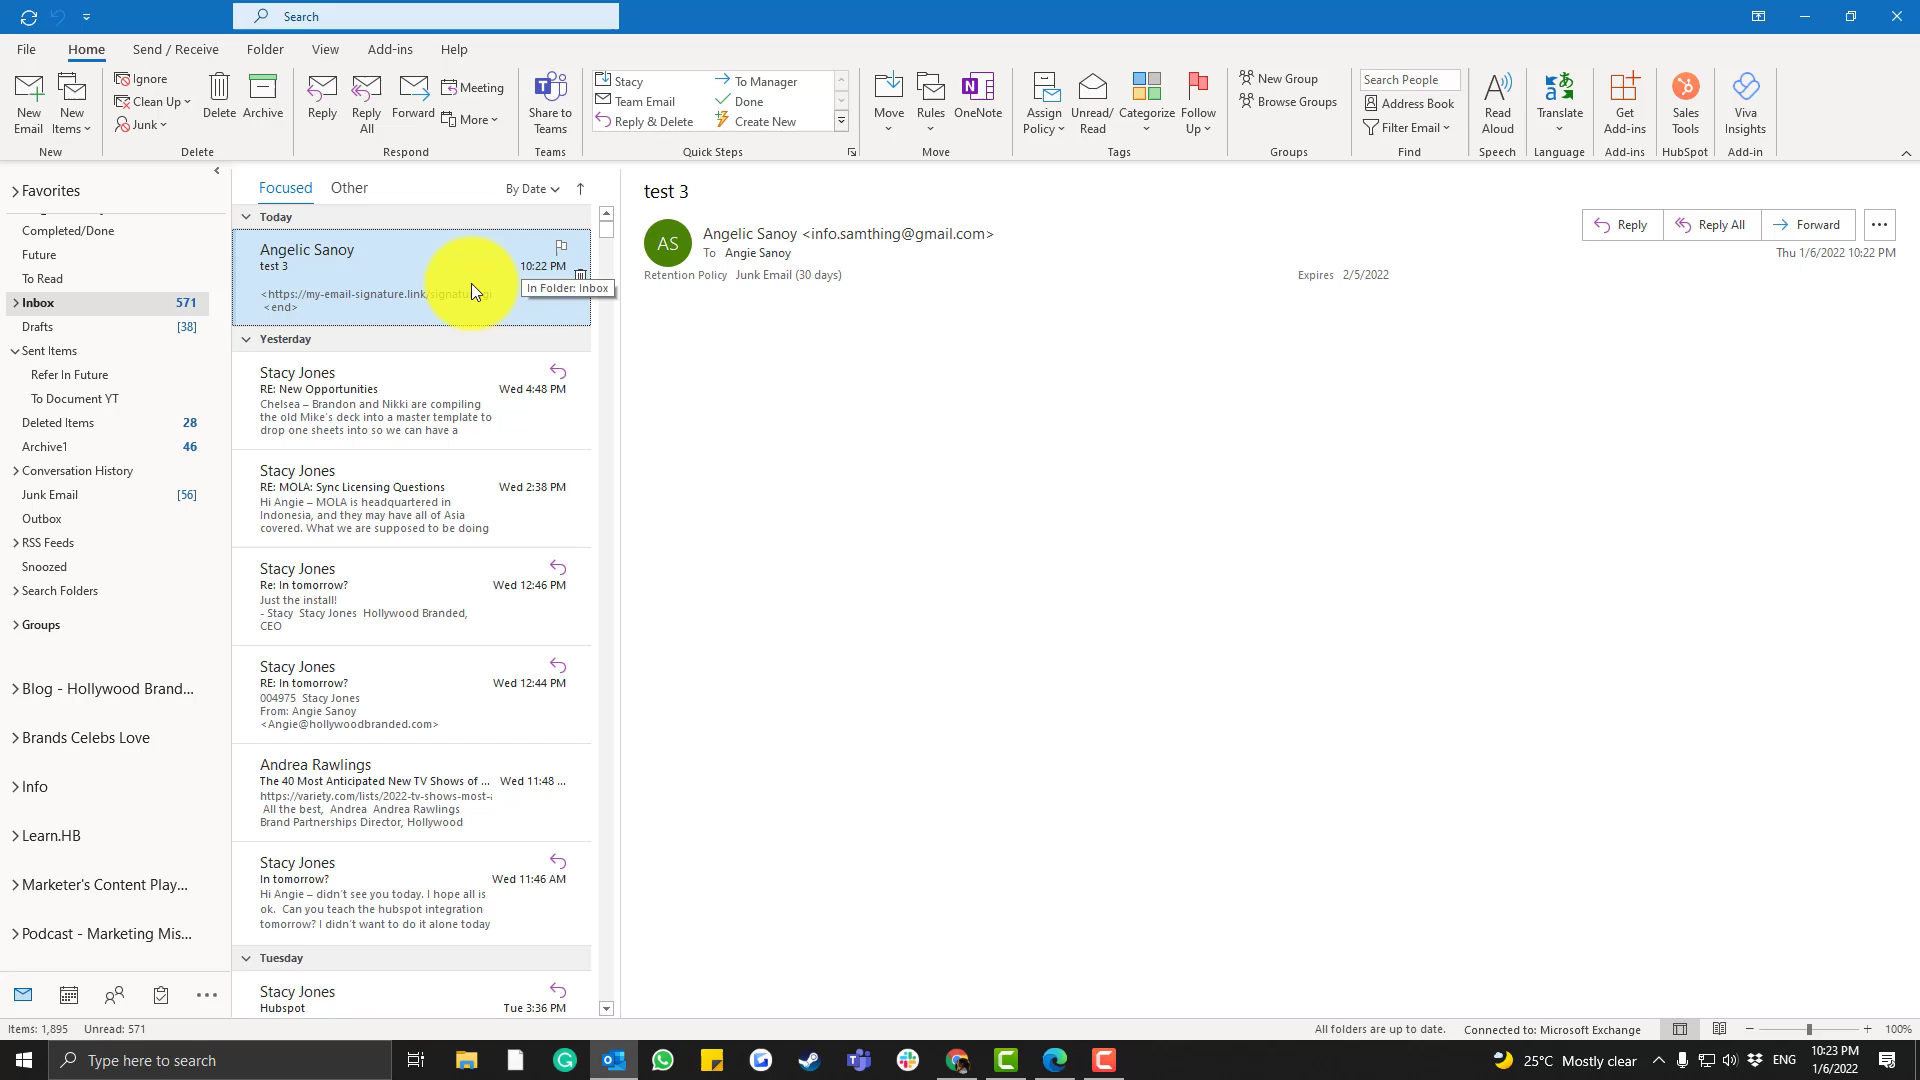 Search
File Home Send / Receive Folder View Add-ins Help
New Email
New Items
New
Ignore
Clean Up
Junk
Delete
Archive
Delete
Reply
Reply All
Forward
Meeting
More
Respond
Share to Teams
Teams
Stacy
Team Email
Reply & Delete
To Manager
Done
Create New
Quick Steps
Move
Rules
OneNote
Move
Assign Policy
Unread/ Read
Categorize
Follow Up
Tags
New Group
Browse Groups
Groups
Search People
Address Book
Filter Email
Find
Read Aloud
Speech
Translate
Language
Get Add-ins
Add-ins
Sales Tools
HubSpot
Viva Insights
Add-in
Favorites
Completed/Done
Future
To Read
Inbox 571
Drafts [38]
Sent Items
Refer In Future
To Document YT
Deleted Items 28
Archive1 46
Conversation History
Junk Email [56]
Outbox
RSS Feeds
Snoozed
Search Folders
Groups
Blog - Hollywood Brand...
Brands Celebs Love
Info
Learn.HB
Marketer's Content Play...
Podcast - Marketing Mis...
Focused Other By Date
Today
Angelic Sanoy
test 3 10:22 PM
<https://my-email-signature.link/
<end>
In Folder: Inbox
Yesterday
Stacy Jones
RE: New Opportunities Wed 4:48 PM
Chelsea – Brandon and Nikki are compiling
the old Mike's deck into a master template to
drop one sheets into so we can have a
Stacy Jones
RE: MOLA: Sync Licensing Questions Wed 2:38 PM
Hi Angie – MOLA is headquartered in
Indonesia, and they may have all of Asia
covered. What we are supposed to be doing
Stacy Jones
Re: In tomorrow? Wed 12:46 PM
Just the install!
- Stacy Stacy Jones Hollywood Branded,
CEO
Stacy Jones
RE: In tomorrow? Wed 12:44 PM
004975 Stacy Jones
From: Angie Sanoy
<Angie@hollywoodbranded.com>
Andrea Rawlings
The 40 Most Anticipated New TV Shows of ... Wed 11:48 ...
https://variety.com/lists/2022-tv-shows-most-
All the best, Andrea Andrea Rawlings
Brand Partnerships Director, Hollywood
Stacy Jones
In tomorrow? Wed 11:46 AM
Hi Angie – didn't see you today. I hope all is
ok. Can you teach the hubspot integration
tomorrow? I didn't want to do it alone today
Tuesday
Stacy Jones
Hubspot Tue 3:36 PM
test 3
AS
Angelic Sanoy <info.samthing@gmail.com>
To Angie Sanoy
Retention Policy Junk Email (30 days) Expires 2/5/2022
Reply Reply All Forward
Thu 1/6/2022 10:22 PM
Items: 1,895 Unread: 571 All folders are up to date. Connected to: Microsoft Exchange 100%
Type here to search
25°C Mostly clear ENG
10:23 PM
1/6/2022